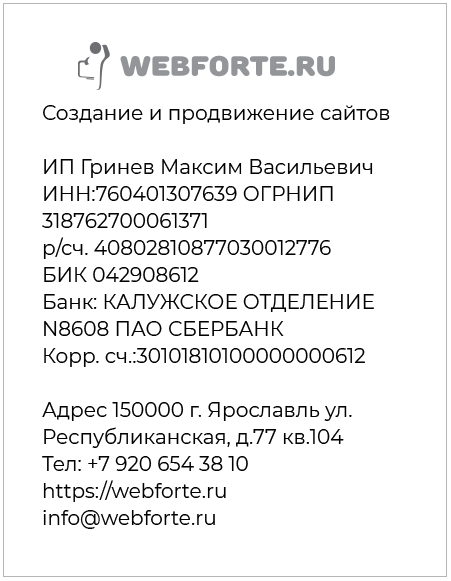 WEBFORTE.RU
Создание и продвижение сайтов
ИП Гринев Максим Васильевич
ИНН:760401307639 ОГРНИП
318762700061371
р/сч. 40802810877030012776
БИК 042908612
Банк: КАЛУЖСКОЕ ОТДЕЛЕНИЕ
N8608 ПАО СБЕРБАНК
Корр. сч.:30101810100000000612
Адрес 150000 г. Ярославль ул.
Республиканская, д.77 кв.104
Тел: +7 920 654 38 10
https://webforte.ru
info@webforte.ru